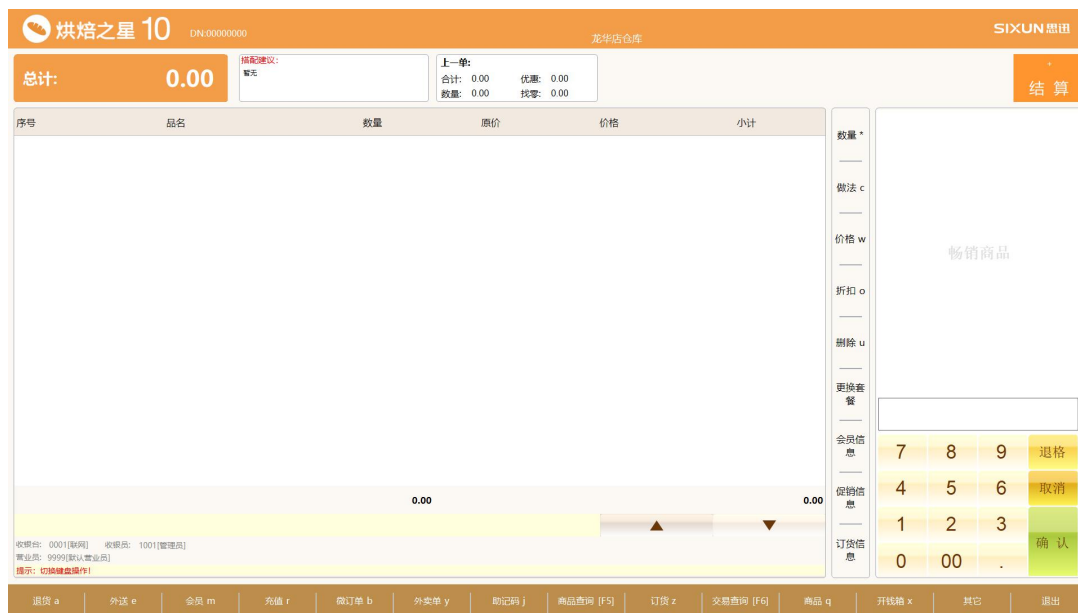 烘焙之星 10 DN:00000000
龙华店仓库
SIXUN思迅
总计: 0.00
搭配建议:
暂无
上一单:
合计: 0.00 优惠: 0.00
数量: 0.00 找零: 0.00
结 算
序号 品名 数量 原价 价格 小计
数量 *
做法 c
价格 w
折扣 o
删除 u
更换套
餐
会员信
息
促销信
息
订货信
息
畅销商品
7 8 9 退格
4 5 6 取消
1 2 3
确 认
0 00 .
0.00 0.00
收银台: 0001[联网] 收银员: 1001[管理员]
营业员: 9999[默认营业员]
提示: 切换键盘操作!
退货 a 外送 e 会员 m 充值 r 微订单 b 外卖单 y 助记码 j 商品查询 [F5] 订货 z 交易查询 [F6] 商品 q 开钱箱 x 其它 退出